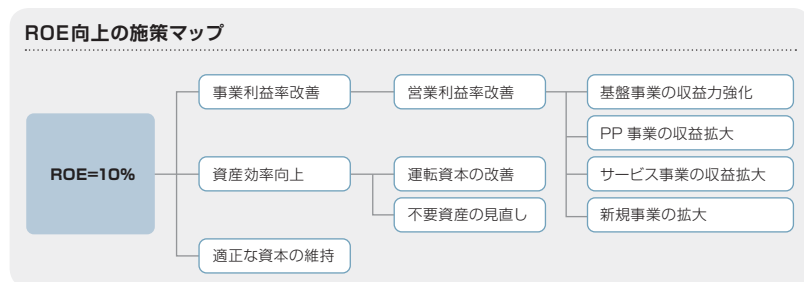 ROE向上の施策マップ
ROE=10%
事業利益率改善
営業利益率改善
基盤事業の収益力強化
PP 事業の収益拡大
サービス事業の収益拡大
新規事業の拡大
資産効率向上
運転資本の改善
不要資産の見直し
適正な資本の維持